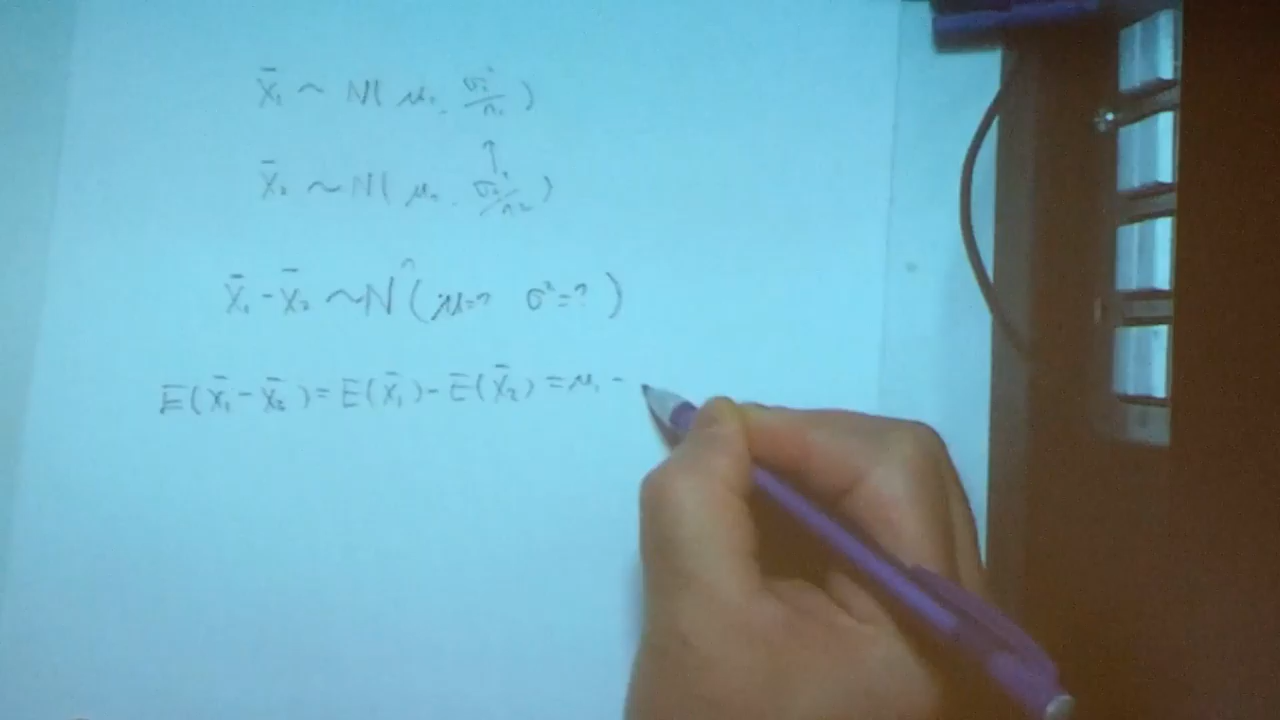 X̄₁ ~ N( μ₁, σ₁²/n₁ )
↑
X̄₂ ~ N( μ₂, σ₂²/n₂ )
X̄₁ - X̄₂ ~ N ( μ=? σ²=? )
E(X̄₁ - X̄₂) = E(X̄₁) - E(X̄₂) = μ₁ -